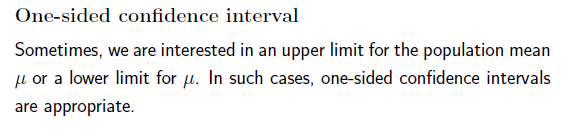 One-sided confidence interval
Sometimes, we are interested in an upper limit for the population mean
μ or a lower limit for μ. In such cases, one-sided confidence intervals
are appropriate.